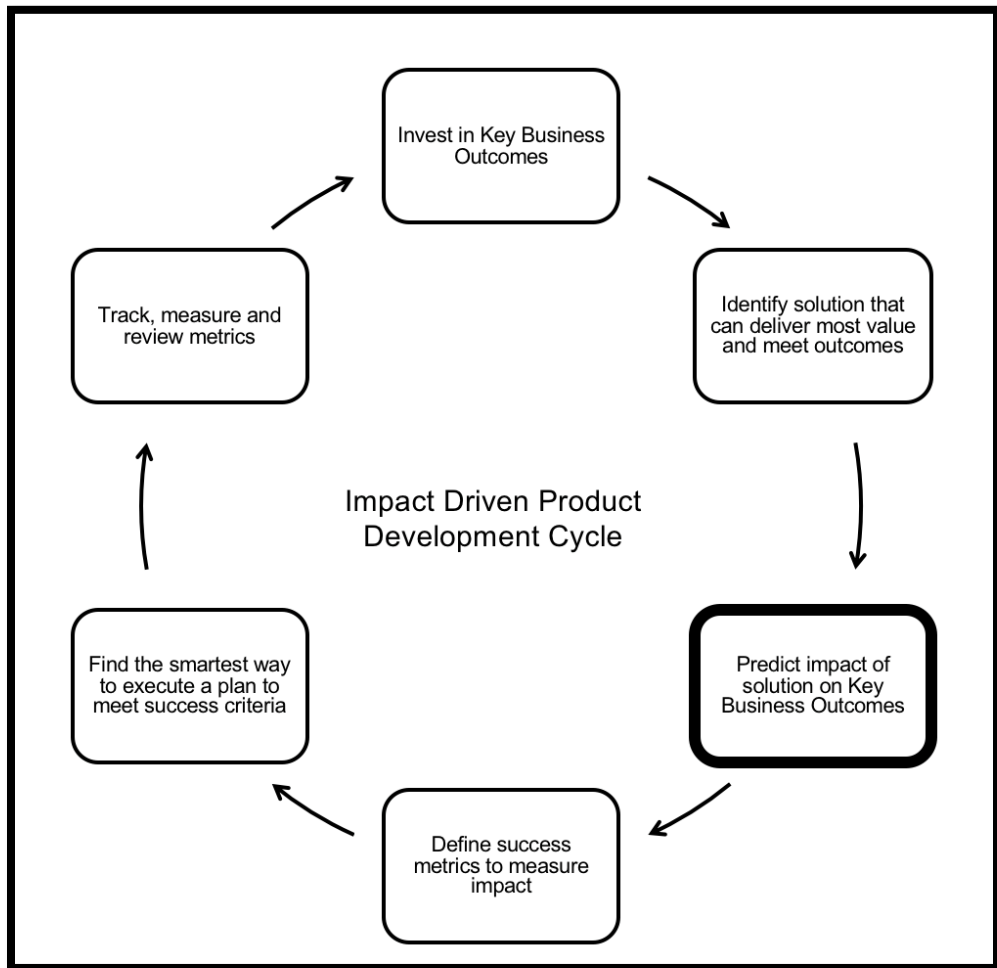 Invest in Key Business
Outcomes
Identify solution that
can deliver most value
and meet outcomes
Predict impact of
solution on Key
Business Outcomes
Define success
metrics to measure
impact
Find the smartest way
to execute a plan to
meet success criteria
Track, measure and
review metrics
Impact Driven Product
Development Cycle